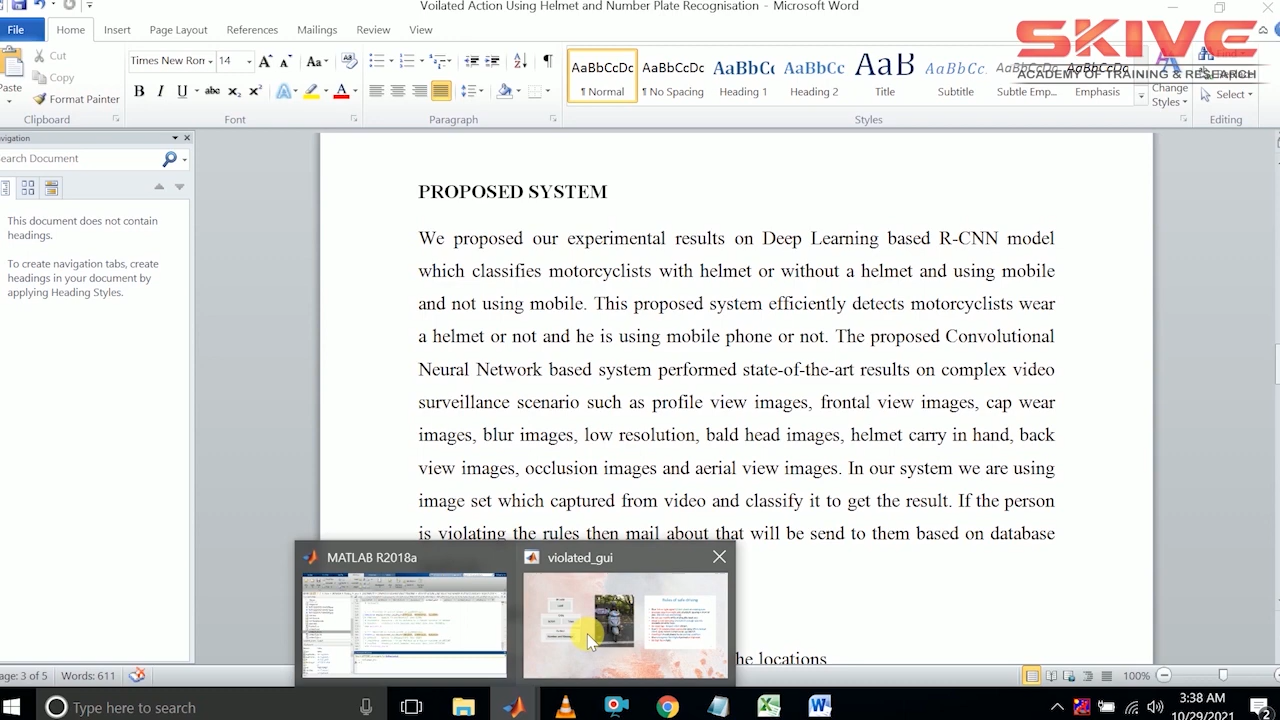 Voilated Action Using Helmet and Number Plate Recognisation - Microsoft Word
File Home Insert Page Layout References Mailings Review View
SKIVE
ACADEMY OF TRAINING & RESEARCH
Cut
Copy
Format Painter
Clipboard
Times New Rom 14
Font
Paragraph
AaBbCcDc AaBbCcDc AaBbCc AaBbCc AaB AaBbCc. AaBbCcDc AaBbCcDc
¶ Normal ¶ No Spacing Heading 1 Heading 2 Title Subtitle Subtle Emp... Emphasis
Styles
Change
Styles
Select
Editing
Search Document
This document does not contain
headings.
To create navigation tabs, create
headings in your document by
applying Heading Styles.
PROPOSED SYSTEM
We proposed our experimental results on Deep Learning based R-CNN model
which classifies motorcyclists with helmet or without a helmet and using mobile
and not using mobile. This proposed system efficiently detects motorcyclists wear
a helmet or not and he is using mobile phone or not. The proposed Convolutional
Neural Network based system performed state-of-the-art results on complex video
surveillance scenario such as profile view images, frontal view images, cap wear
images, blur images, low resolution, bald head images, helmet carry in hand, back
view images, occlusion images and aerial view images. In our system we are using
image set which captured from video and classify it to get the result. If the person
is violating the rules then mail about that will be send to them based on database
MATLAB R2018a
violated_gui
Words: 611
100%
Type here to search
3:38 AM
10/29/2021